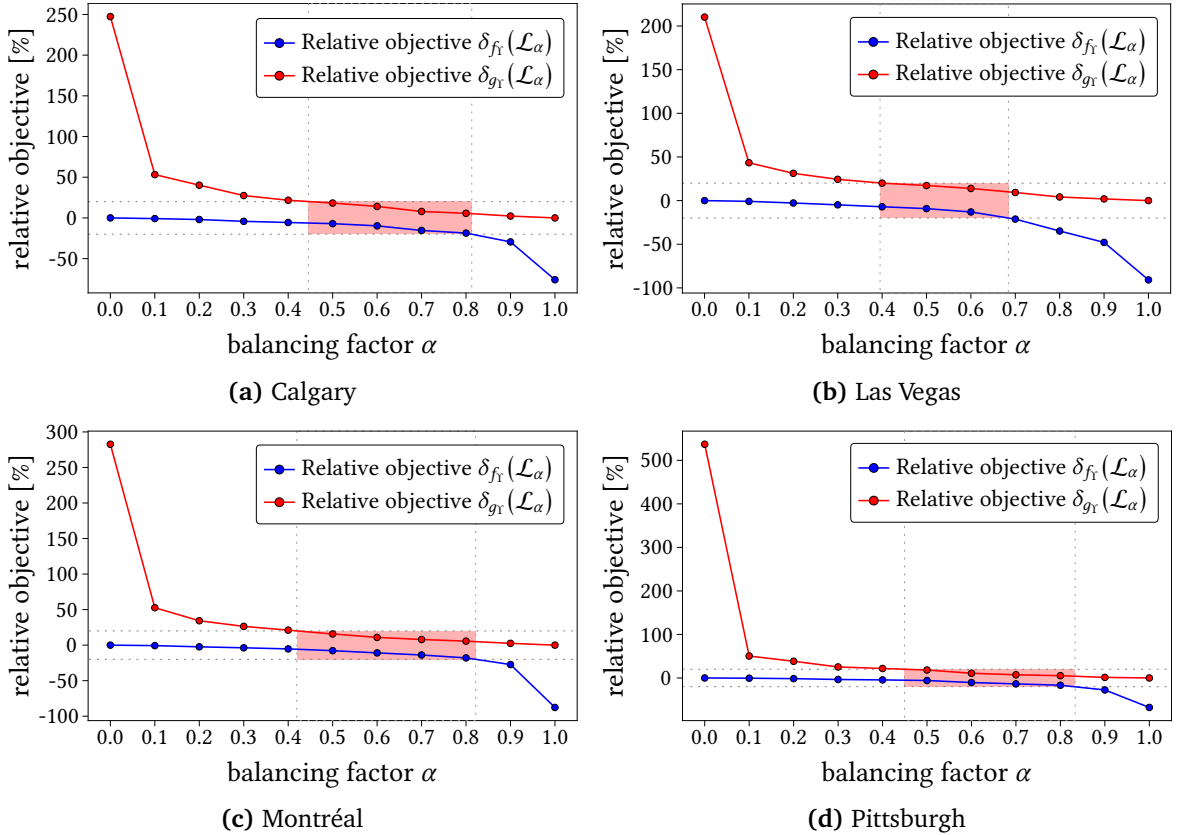 250
200
150
100
50
0
-50
relative objective [%]
Relative objective δ_{f_Υ}(𝓛_α)
Relative objective δ_{g_Υ}(𝓛_α)
0.0 0.1 0.2 0.3 0.4 0.5 0.6 0.7 0.8 0.9 1.0
balancing factor α
(a) Calgary
200
150
100
50
0
-50
-100
relative objective [%]
Relative objective δ_{f_Υ}(𝓛_α)
Relative objective δ_{g_Υ}(𝓛_α)
0.0 0.1 0.2 0.3 0.4 0.5 0.6 0.7 0.8 0.9 1.0
balancing factor α
(b) Las Vegas
300
250
200
150
100
50
0
-50
-100
relative objective [%]
Relative objective δ_{f_Υ}(𝓛_α)
Relative objective δ_{g_Υ}(𝓛_α)
0.0 0.1 0.2 0.3 0.4 0.5 0.6 0.7 0.8 0.9 1.0
balancing factor α
(c) Montréal
500
400
300
200
100
0
relative objective [%]
Relative objective δ_{f_Υ}(𝓛_α)
Relative objective δ_{g_Υ}(𝓛_α)
0.0 0.1 0.2 0.3 0.4 0.5 0.6 0.7 0.8 0.9 1.0
balancing factor α
(d) Pittsburgh